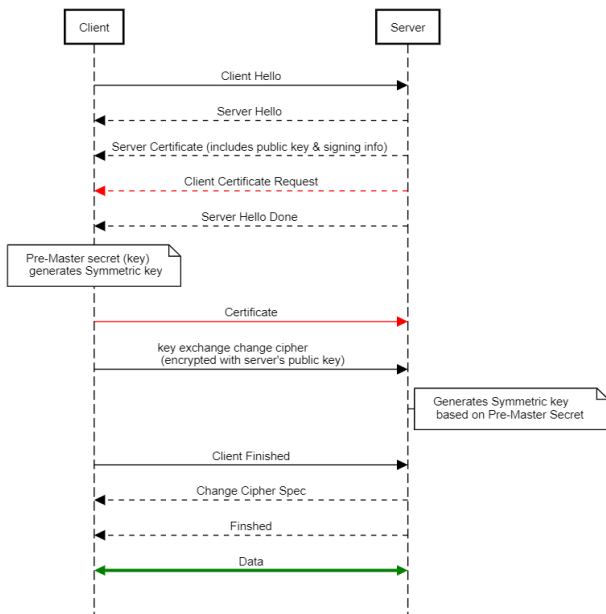 Client
Server
Client Hello
Server Hello
Server Certificate (includes public key & signing info)
Client Certificate Request
Server Hello Done
Pre-Master secret (key)
generates Symmetric key
Certificate
key exchange change cipher
(encrypted with server's public key)
Generates Symmetric key
based on Pre-Master Secret
Client Finished
Change Cipher Spec
Finshed
Data